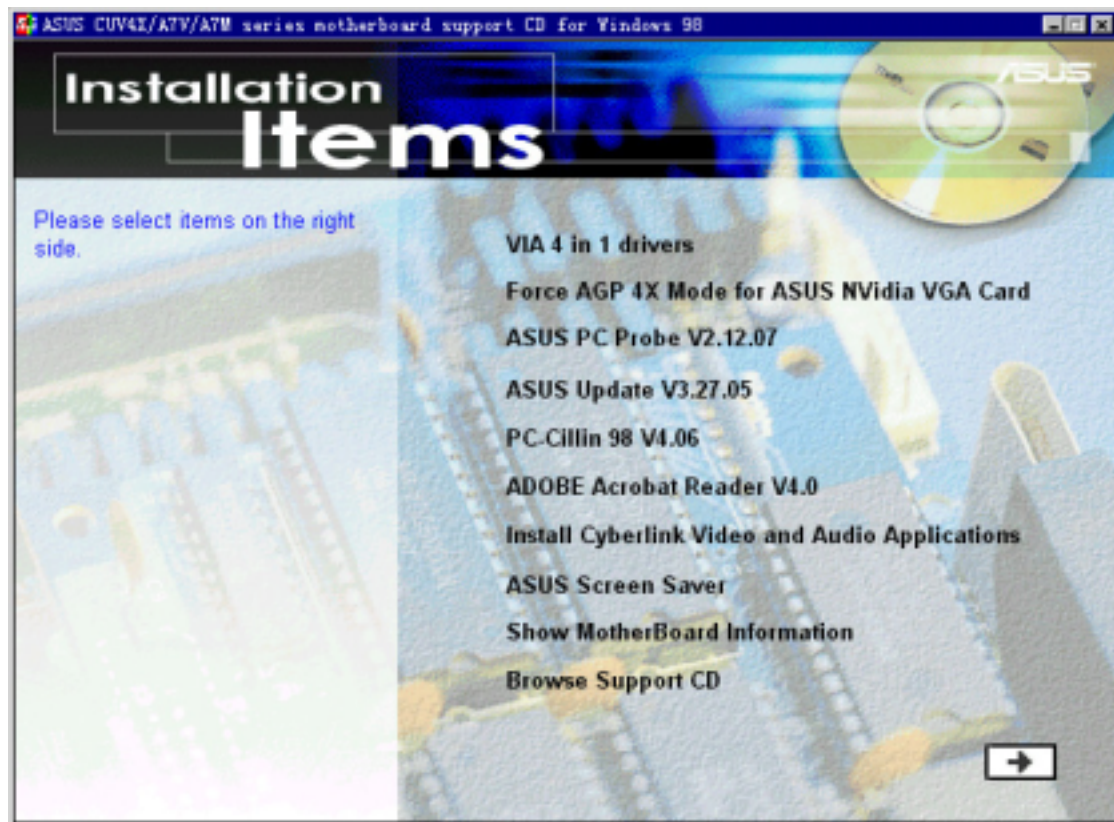 ASUS CUV4X/A7V/A7M series motherboard support CD for Windows 98
Installation
Items
ASUS
Please select items on the right
side.
VIA 4 in 1 drivers
Force AGP 4X Mode for ASUS NVidia VGA Card
ASUS PC Probe V2.12.07
ASUS Update V3.27.05
PC-Cillin 98 V4.06
ADOBE Acrobat Reader V4.0
Install Cyberlink Video and Audio Applications
ASUS Screen Saver
Show MotherBoard Information
Browse Support CD